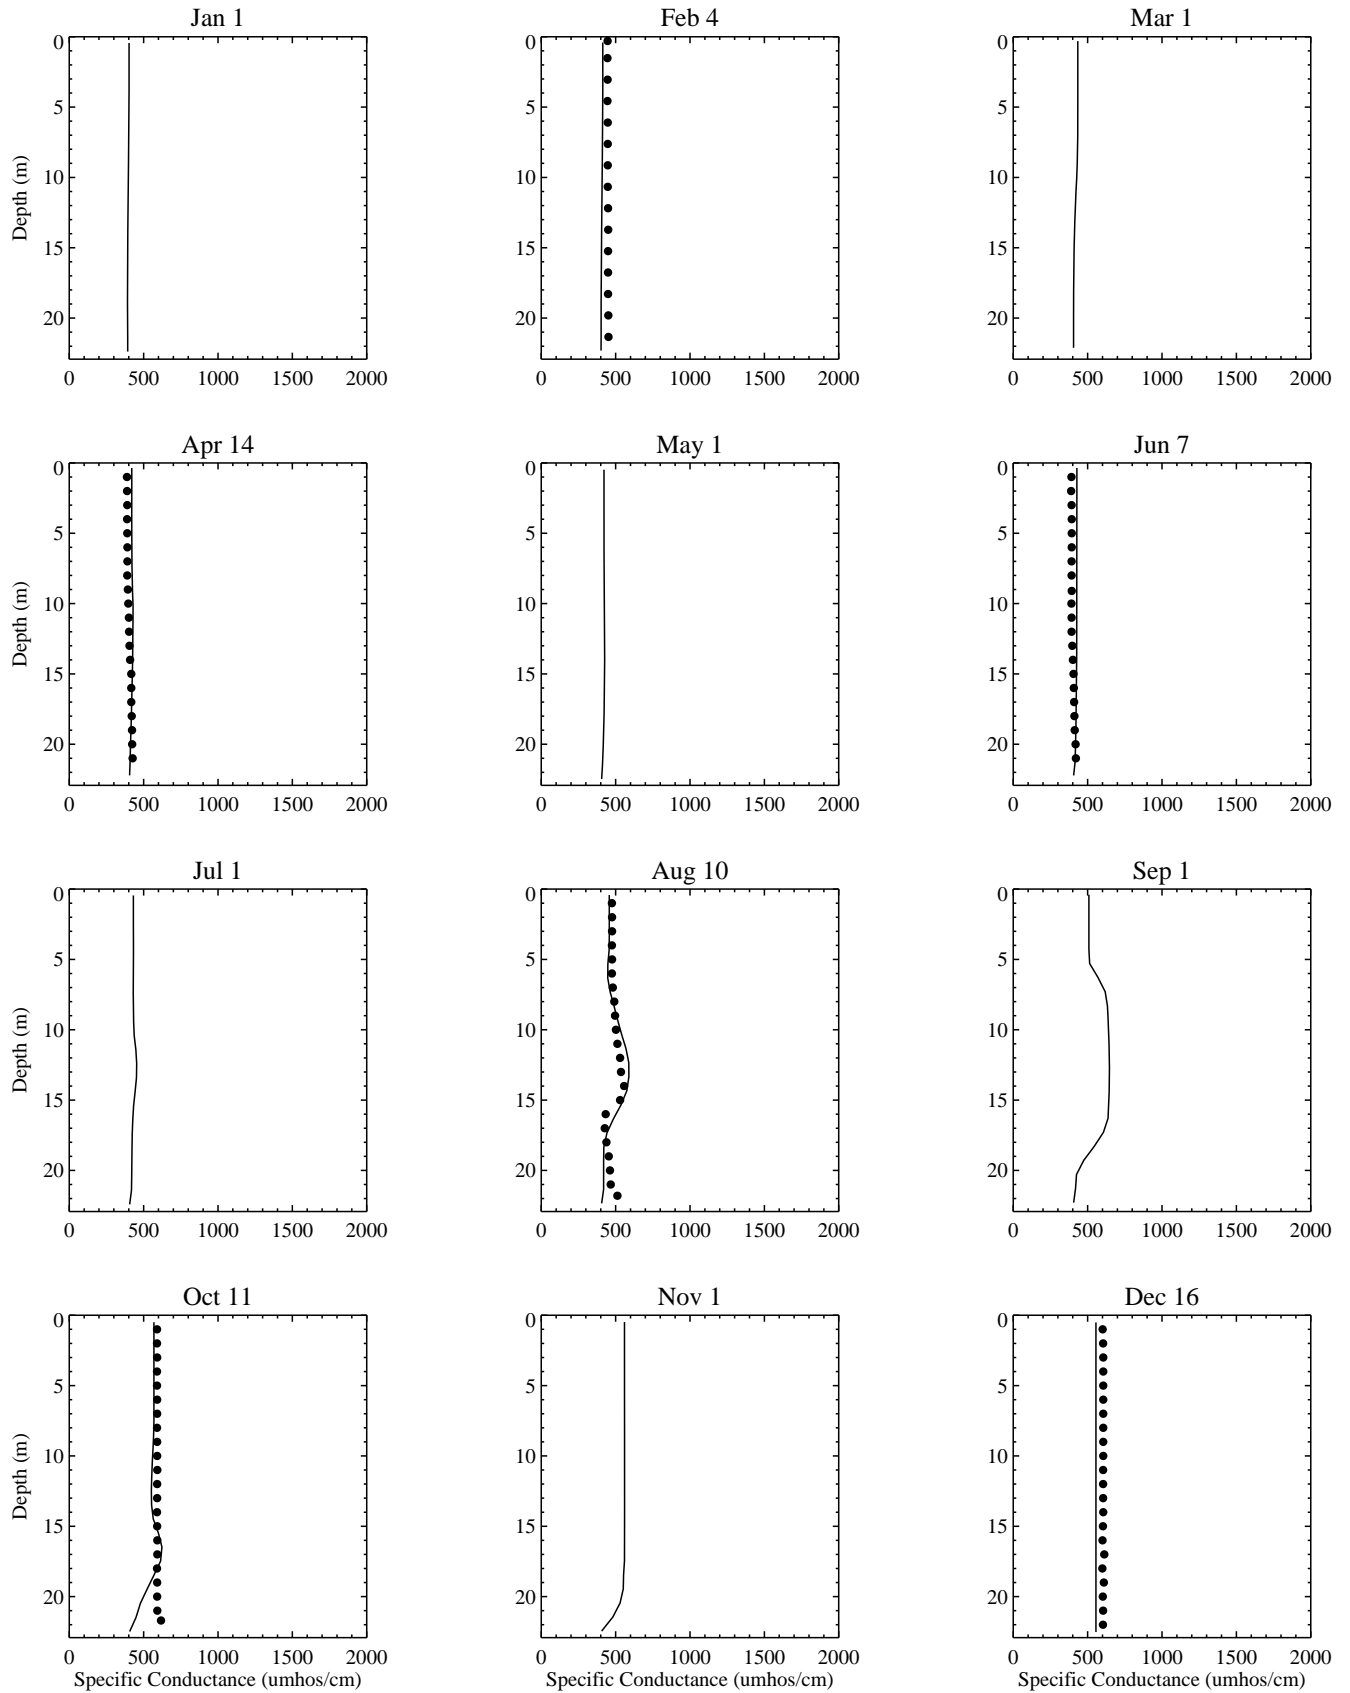 Jan 1 Feb 4 Mar 1
0 0 0
5 5 5
10 10 10
15 15 15
20 20 20
Depth (m)
0 500 1000 1500 2000 0 500 1000 1500 2000 0 500 1000 1500 2000
Apr 14 May 1 Jun 7
0 0 0
5 5 5
10 10 10
15 15 15
20 20 20
Depth (m)
0 500 1000 1500 2000 0 500 1000 1500 2000 0 500 1000 1500 2000
Jul 1 Aug 10 Sep 1
0 0 0
5 5 5
10 10 10
15 15 15
20 20 20
Depth (m)
0 500 1000 1500 2000 0 500 1000 1500 2000 0 500 1000 1500 2000
Oct 11 Nov 1 Dec 16
0 0 0
5 5 5
10 10 10
15 15 15
20 20 20
Depth (m)
0 500 1000 1500 2000 0 500 1000 1500 2000 0 500 1000 1500 2000
Specific Conductance (umhos/cm) Specific Conductance (umhos/cm) Specific Conductance (umhos/cm)